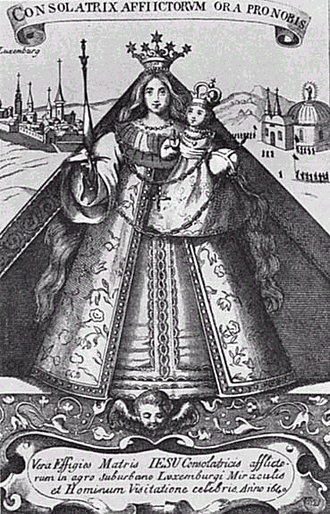 CONSOLATRIX AFFLICTORVM ORA PRO NOBIS
Luxemburg
Vera Effigies Matris IESU Consolatricis afflicto-
rum in agro suburbano Luxemburgi Miraculis
et Hominum Visitatione celebris, Anno 1640